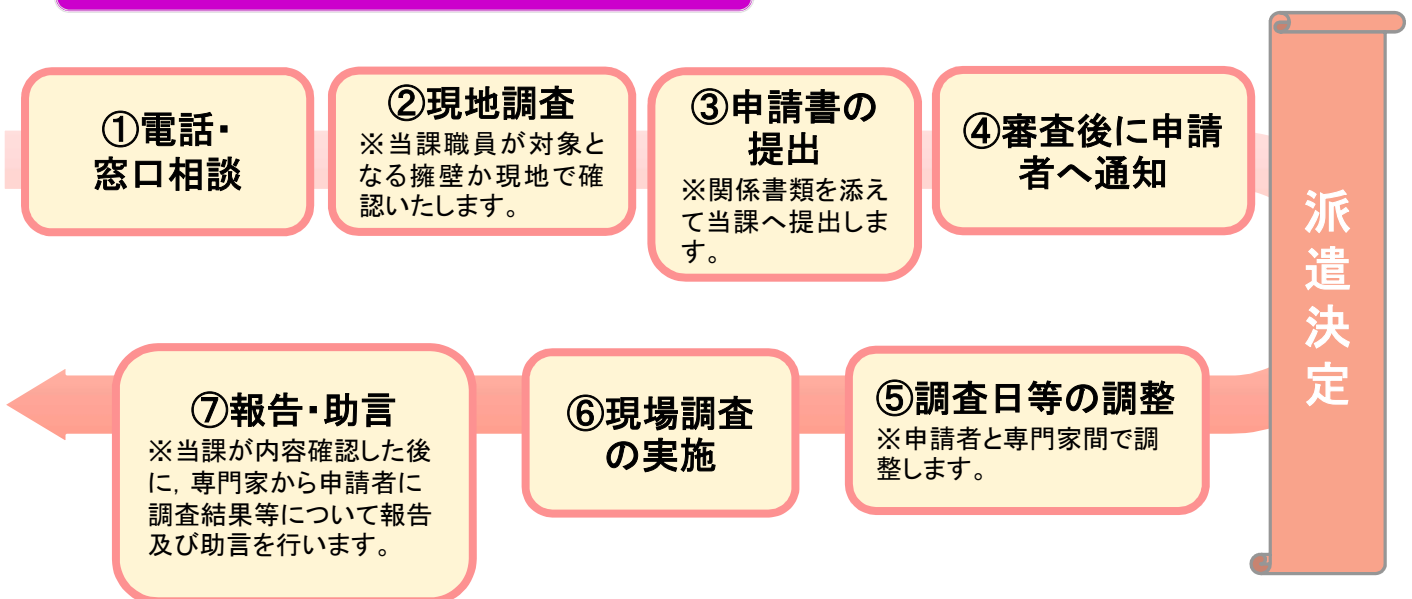 ①電話・
窓口相談
②現地調査
※当課職員が対象と
なる擁壁か現地で確
認いたします。
③申請書の
提出
※関係書類を添え
て当課へ提出しま
す。
④審査後に申請
者へ通知
派遣決定
⑤調査日等の調整
※申請者と専門家間で調
整します。
⑥現場調査
の実施
⑦報告・助言
※当課が内容確認した後
に，専門家から申請者に
調査結果等について報告
及び助言を行います。